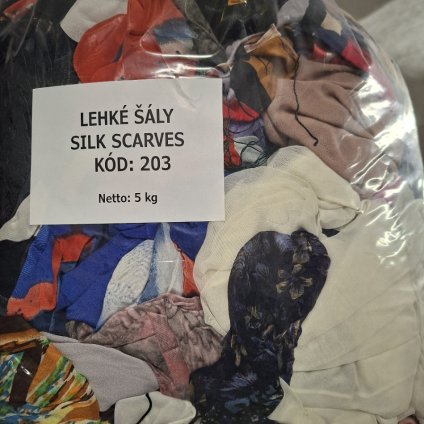 LEHKÉ ŠÁLY
SILK SCARVES
KÓD: 203
Netto: 5 kg